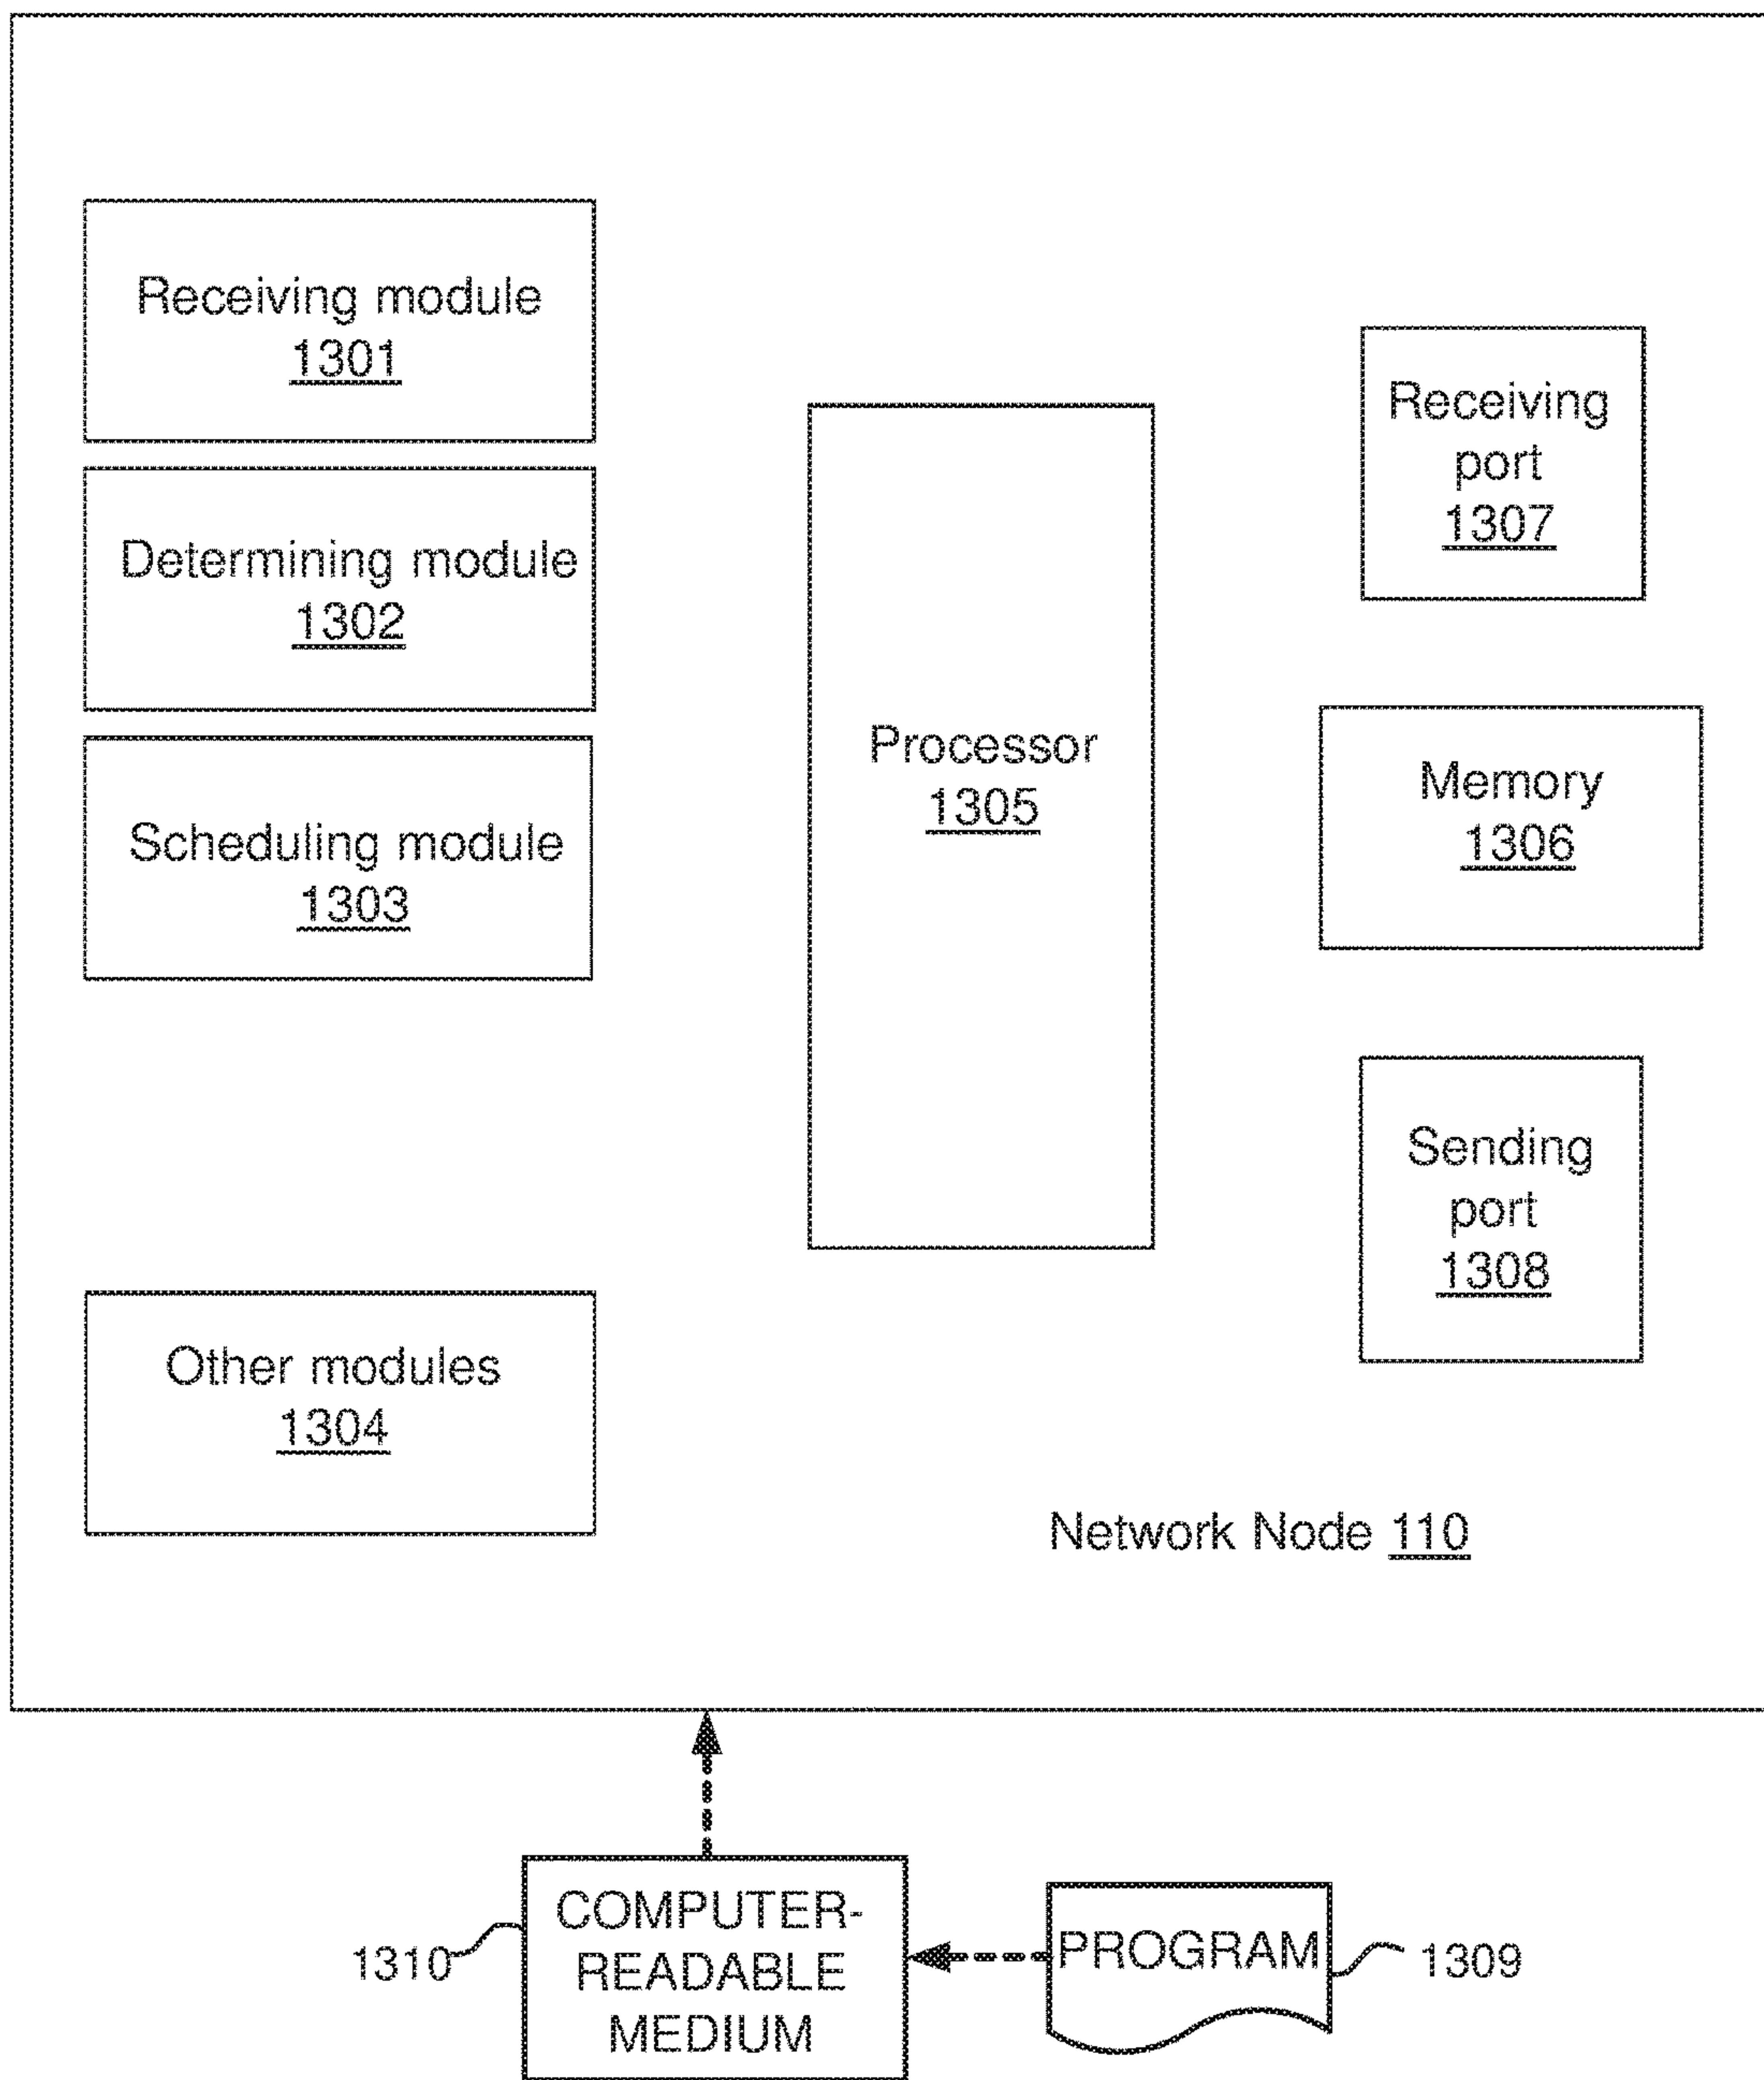 Receiving module
1301
Determining module
1302
Scheduling module
1303
Other modules
1304
Processor
1305
Receiving
port
1307
Memory
1306
Sending
port
1308
Network Node 110
COMPUTER-
READABLE
MEDIUM
1310
PROGRAM
1309